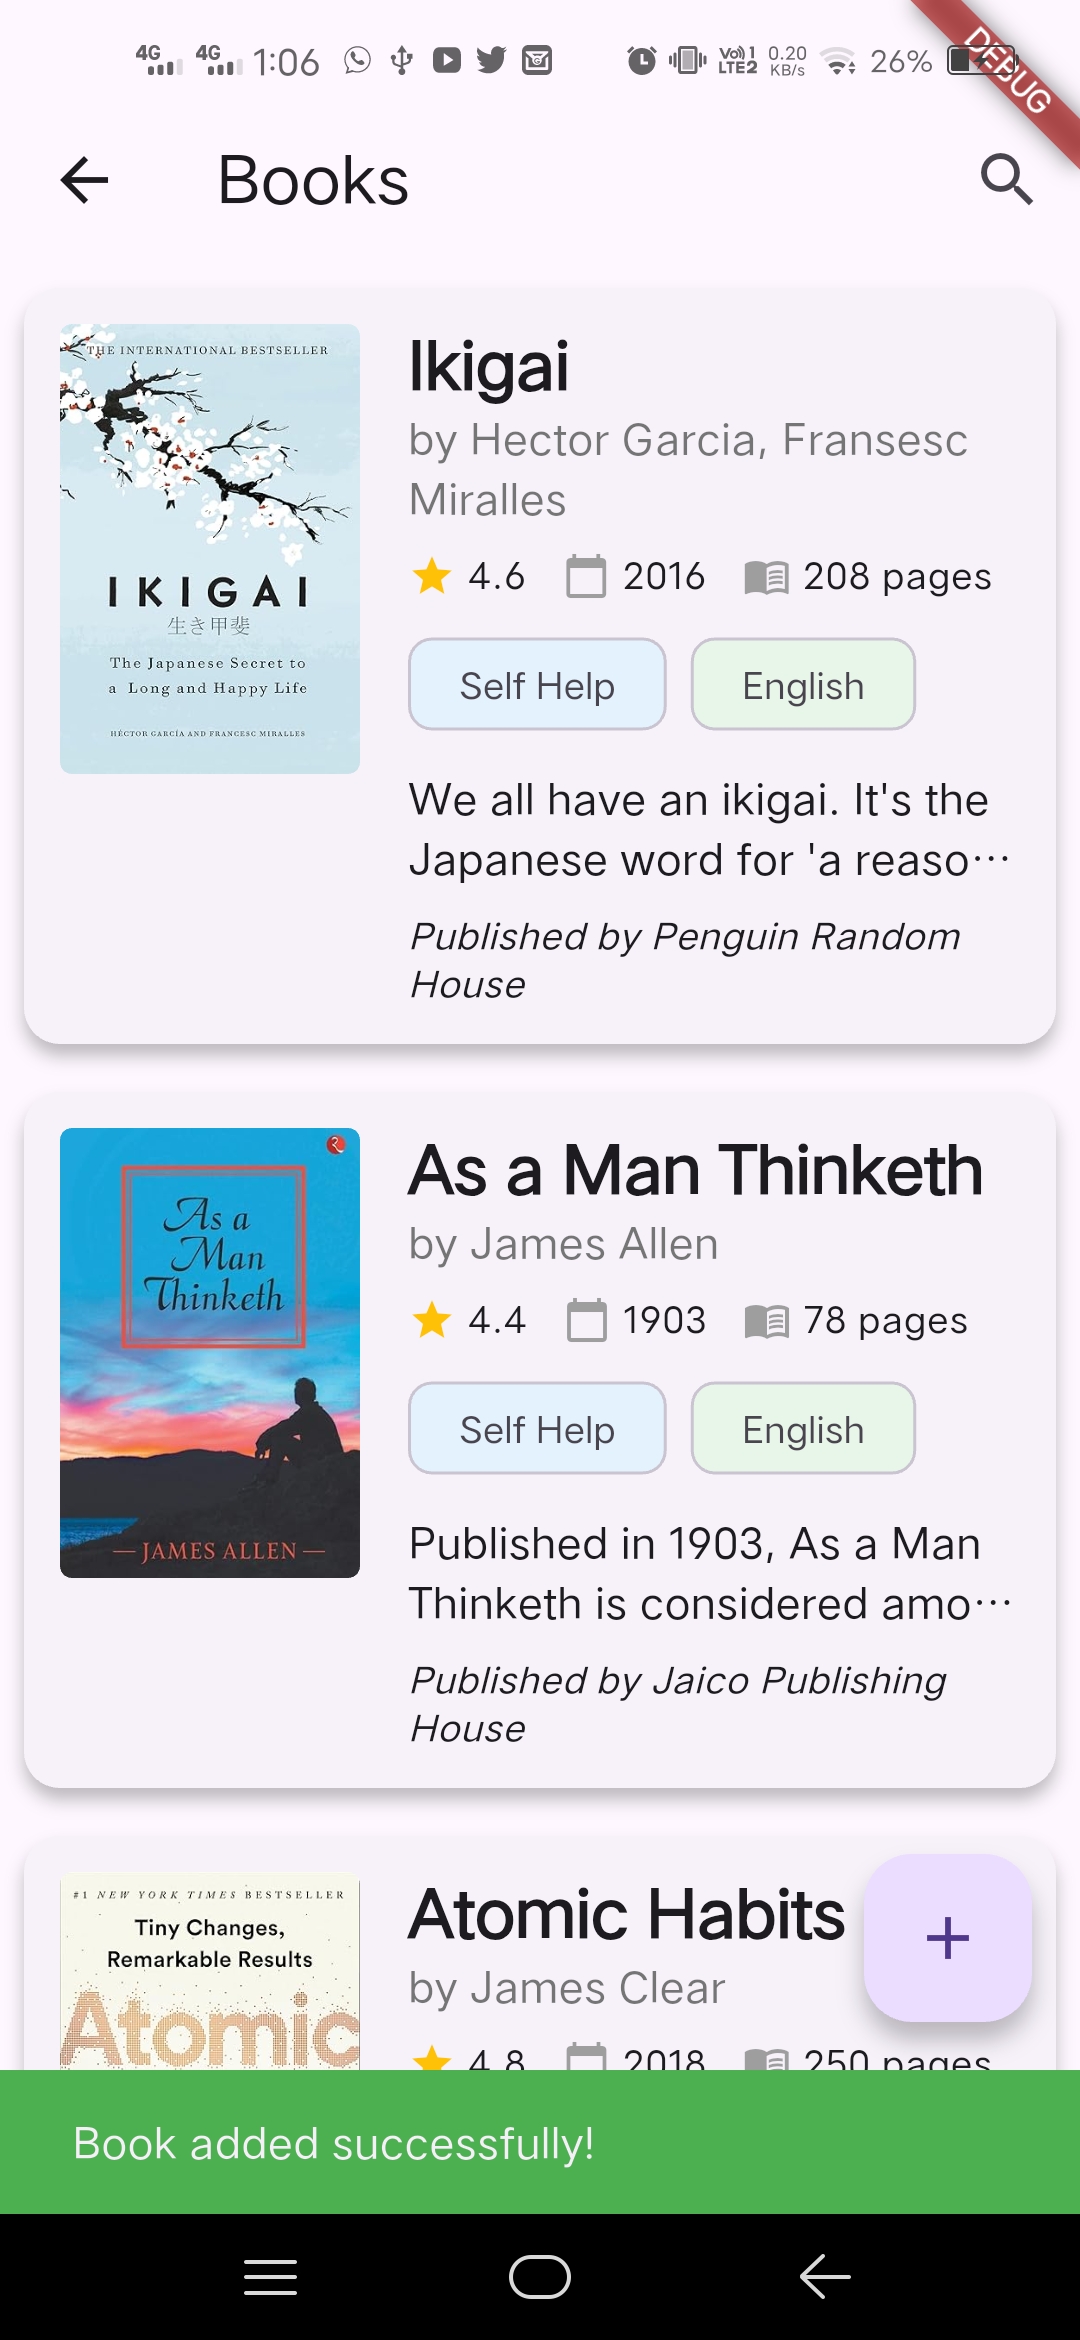 4G 4G 1:06 Vo) 1 LTE2 0.20 KB/s 26%
DEBUG
Books
THE INTERNATIONAL BESTSELLER
IKIGAI
生き甲斐
The Japanese Secret to
a Long and Happy Life
HÉCTOR GARCÍA AND FRANCESC MIRALLES
Ikigai
by Hector Garcia, Fransesc
Miralles
4.6 2016 208 pages
Self Help English
We all have an ikigai. It's the
Japanese word for 'a reaso...
Published by Penguin Random
House
As a
Man
Thinketh
JAMES ALLEN
As a Man Thinketh
by James Allen
4.4 1903 78 pages
Self Help English
Published in 1903, As a Man
Thinketh is considered amo...
Published by Jaico Publishing
House
#1 NEW YORK TIMES BESTSELLER
Tiny Changes,
Remarkable Results
Atomic
Atomic Habits
by James Clear
4.8 2018 250 pages
+
Book added successfully!